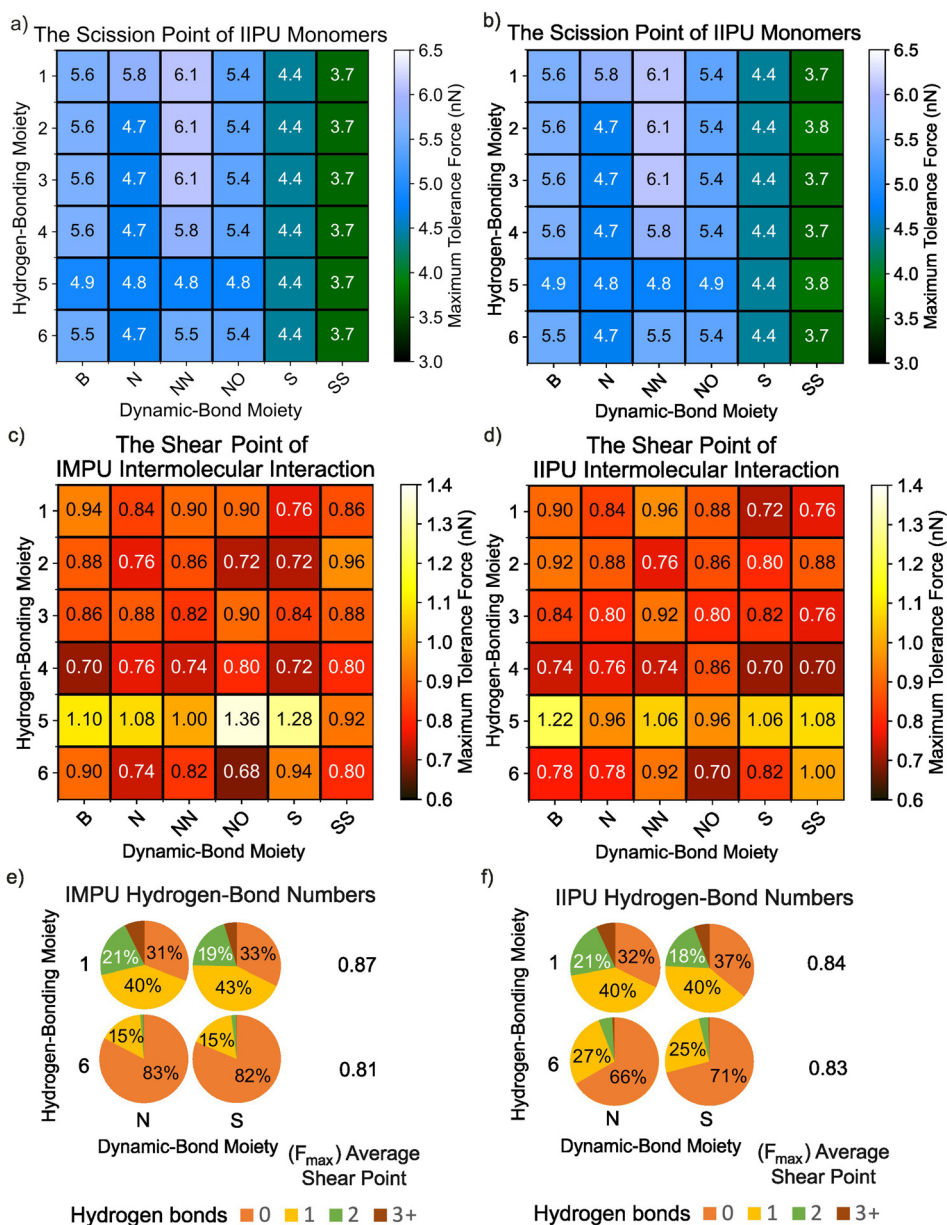 a)
The Scission Point of IIPU Monomers
Hydrogen-Bonding Moiety
1 5.6 5.8 6.1 5.4 4.4 3.7
2 5.6 4.7 6.1 5.4 4.4 3.7
3 5.6 4.7 6.1 5.4 4.4 3.7
4 5.6 4.7 5.8 5.4 4.4 3.7
5 4.9 4.8 4.8 4.8 4.4 3.7
6 5.5 4.7 5.5 5.4 4.4 3.7
B N NN NO S SS
Dynamic-Bond Moiety
6.5
6.0
5.5
5.0
4.5
4.0
3.5
3.0
Maximum Tolerance Force (nN)
b)
The Scission Point of IIPU Monomers
Hydrogen-Bonding Moiety
1 5.6 5.8 6.1 5.4 4.4 3.7
2 5.6 4.7 6.1 5.4 4.4 3.8
3 5.6 4.7 6.1 5.4 4.4 3.7
4 5.6 4.7 5.8 5.4 4.4 3.7
5 4.9 4.8 4.8 4.9 4.4 3.8
6 5.5 4.7 5.5 5.4 4.4 3.7
B N NN NO S SS
Dynamic-Bond Moiety
6.5
6.0
5.5
5.0
4.5
4.0
3.5
3.0
Maximum Tolerance Force (nN)
c)
The Shear Point of
IMPU Intermolecular Interaction
Hydrogen-Bonding Moiety
1 0.94 0.84 0.90 0.90 0.76 0.86
2 0.88 0.76 0.86 0.72 0.72 0.96
3 0.86 0.88 0.82 0.90 0.84 0.88
4 0.70 0.76 0.74 0.80 0.72 0.80
5 1.10 1.08 1.00 1.36 1.28 0.92
6 0.90 0.74 0.82 0.68 0.94 0.80
B N NN NO S SS
Dynamic-Bond Moiety
1.4
1.3
1.2
1.1
1.0
0.9
0.8
0.7
0.6
Maximum Tolerance Force (nN)
d)
The Shear Point of
IIPU Intermolecular Interaction
Hydrogen-Bonding Moiety
1 0.90 0.84 0.96 0.88 0.72 0.76
2 0.92 0.88 0.76 0.86 0.80 0.88
3 0.84 0.80 0.92 0.80 0.82 0.76
4 0.74 0.76 0.74 0.86 0.70 0.70
5 1.22 0.96 1.06 0.96 1.06 1.08
6 0.78 0.78 0.92 0.70 0.82 1.00
B N NN NO S SS
Dynamic-Bond Moiety
1.4
1.3
1.2
1.1
1.0
0.9
0.8
0.7
0.6
Maximum Tolerance Force (nN)
e)
IMPU Hydrogen-Bond Numbers
Hydrogen-Bonding Moiety
1 21% 31% 40% 19% 33% 43% 0.87
6 15% 83% 15% 82% 0.81
N S
Dynamic-Bond Moiety
(Fmax) Average
Shear Point
Hydrogen bonds 0 1 2 3+
f)
IIPU Hydrogen-Bond Numbers
Hydrogen-Bonding Moiety
1 21% 32% 40% 18% 37% 40% 0.84
6 27% 66% 25% 71% 0.83
N S
Dynamic-Bond Moiety
(Fmax) Average
Shear Point
Hydrogen bonds 0 1 2 3+